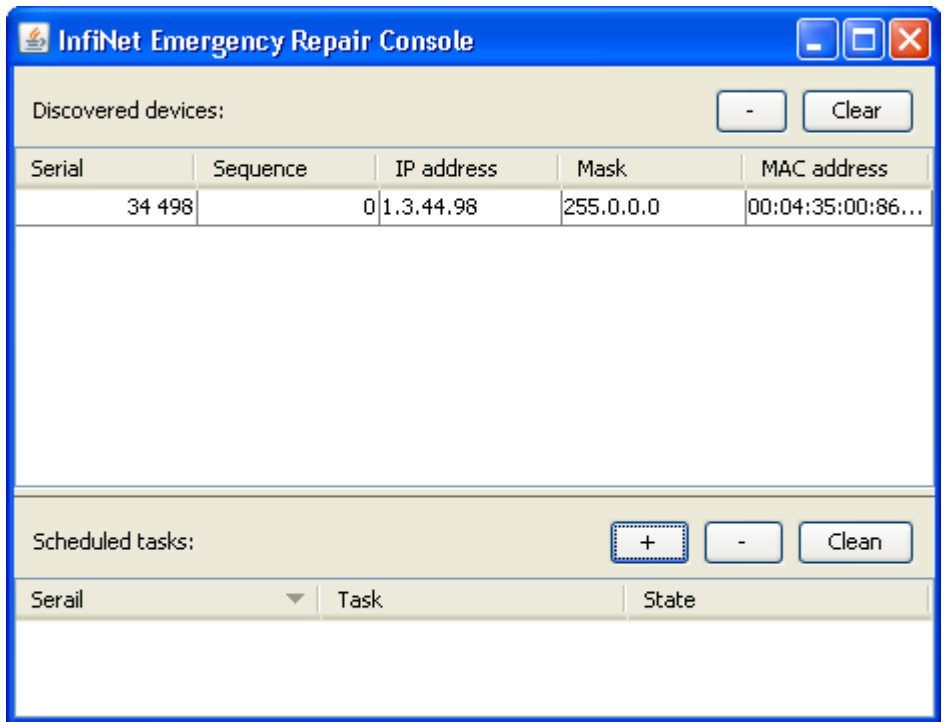 InfiNet Emergency Repair Console
Discovered devices: - Clear
Serial Sequence IP address Mask MAC address
34 498 0 1.3.44.98 255.0.0.0 00:04:35:00:86...
Scheduled tasks: + - Clean
Serail Task State